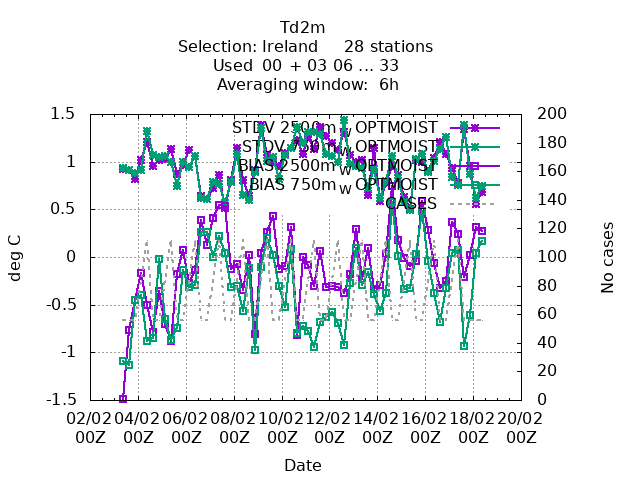 Td2m
Selection: Ireland 28 stations
Used 00 + 03 06 ... 33
Averaging window: 6h
1.5
1
0.5
0
-0.5
-1
-1.5
deg C
200
180
160
140
120
100
80
60
40
20
0
No cases
STDV 2500m_W OPTMOIST
STDV 750m_W OPTMOIST
BIAS 2500m_W OPTMOIST
BIAS 750m_W OPTMOIST
CASES
02/02 04/02 06/02 08/02 10/02 12/02 14/02 16/02 18/02 20/02
00Z 00Z 00Z 00Z 00Z 00Z 00Z 00Z 00Z 00Z
Date